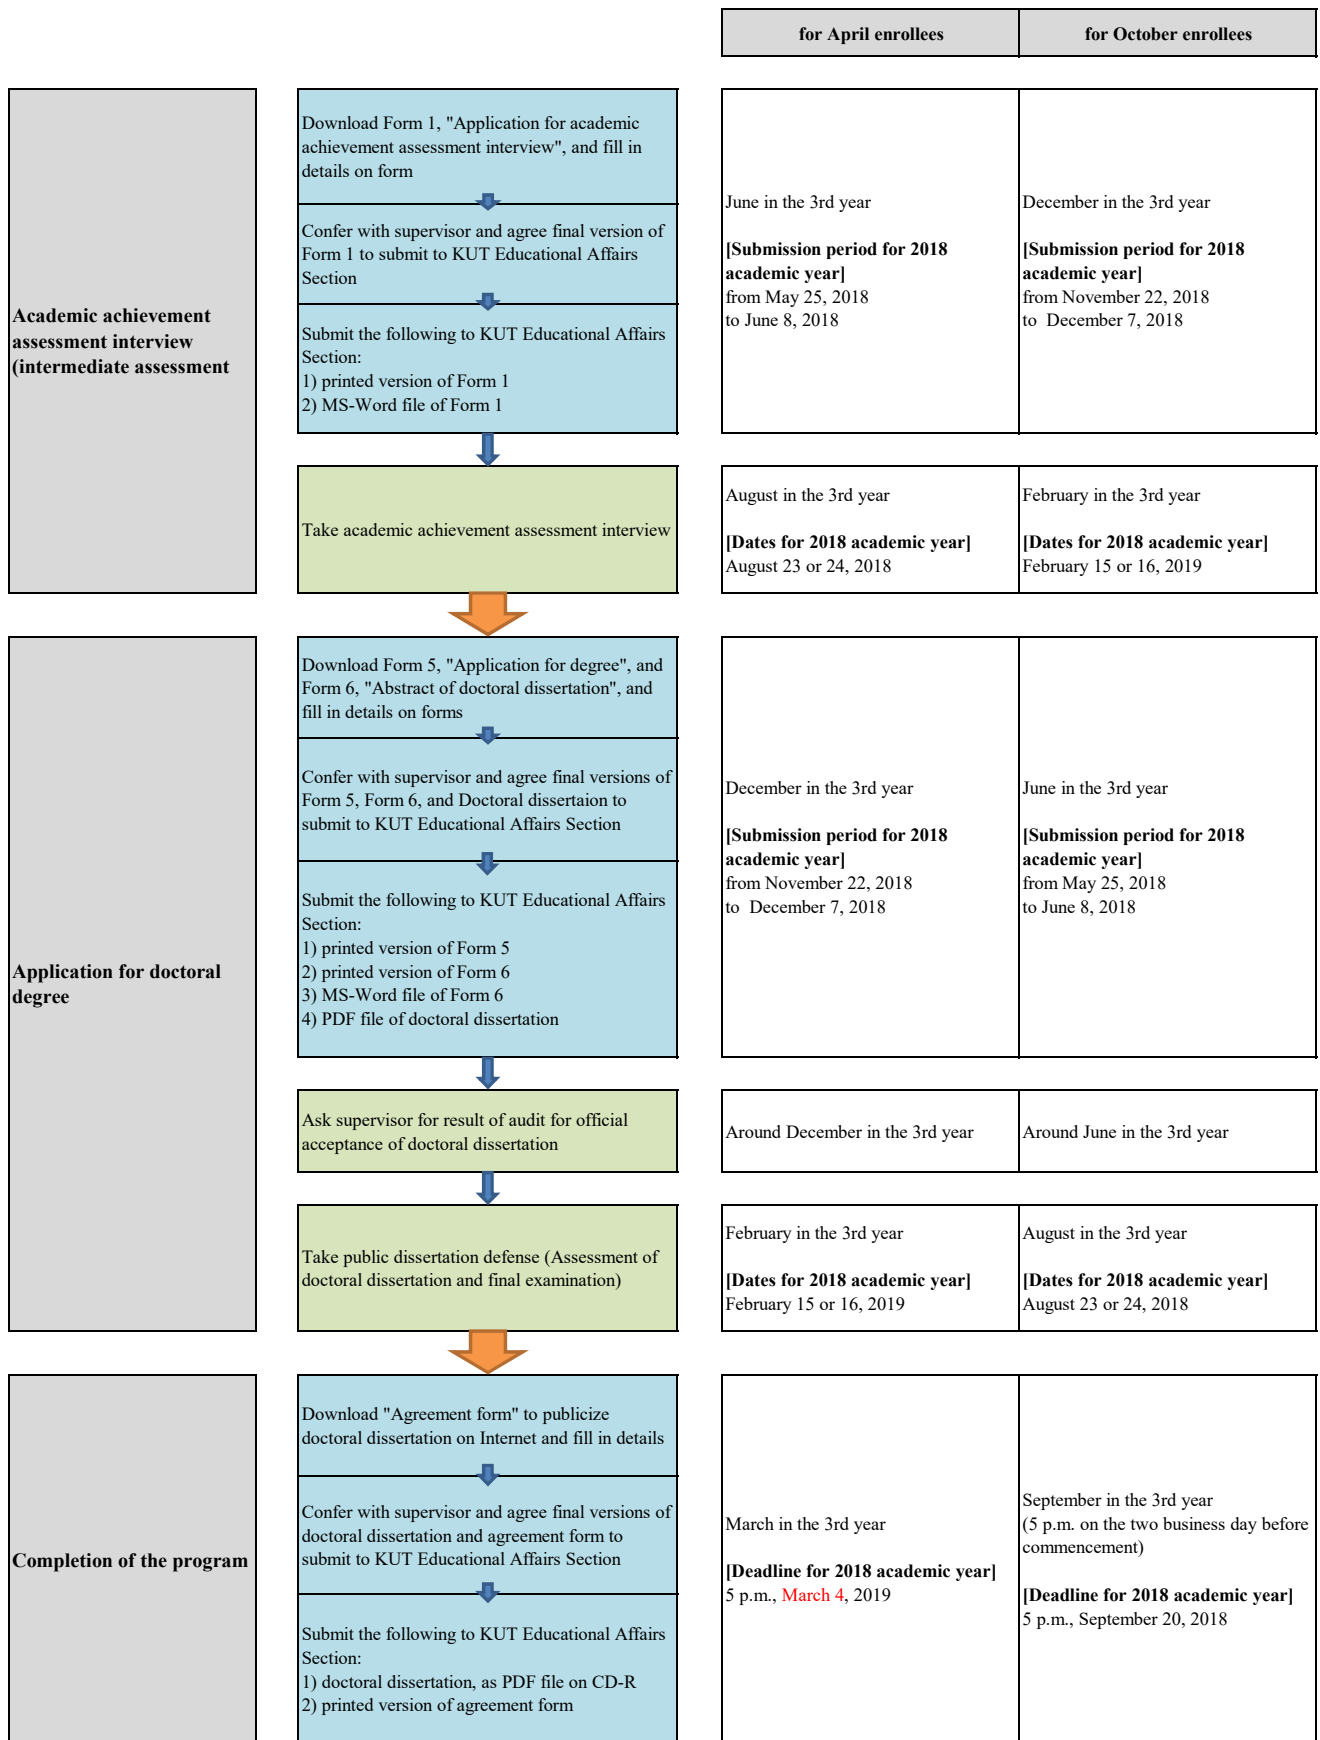 for April enrollees
for October enrollees
Academic achievement
assessment interview
(intermediate assessment
Download Form 1, "Application for academic
achievement assessment interview", and fill in
details on form
Confer with supervisor and agree final version of
Form 1 to submit to KUT Educational Affairs
Section
Submit the following to KUT Educational Affairs
Section:
1) printed version of Form 1
2) MS-Word file of Form 1
June in the 3rd year
[Submission period for 2018
academic year]
from May 25, 2018
to June 8, 2018
December in the 3rd year
[Submission period for 2018
academic year]
from November 22, 2018
to  December 7, 2018
Take academic achievement assessment interview
August in the 3rd year
[Dates for 2018 academic year]
August 23 or 24, 2018
February in the 3rd year
[Dates for 2018 academic year]
February 15 or 16, 2019
Application for doctoral
degree
Download Form 5, "Application for degree", and
Form 6, "Abstract of doctoral dissertation", and
fill in details on forms
Confer with supervisor and agree final versions of
Form 5, Form 6, and Doctoral dissertaion to
submit to KUT Educational Affairs Section
Submit the following to KUT Educational Affairs
Section:
1) printed version of Form 5
2) printed version of Form 6
3) MS-Word file of Form 6
4) PDF file of doctoral dissertation
December in the 3rd year
[Submission period for 2018
academic year]
from November 22, 2018
to  December 7, 2018
June in the 3rd year
[Submission period for 2018
academic year]
from May 25, 2018
to June 8, 2018
Ask supervisor for result of audit for official
acceptance of doctoral dissertation
Around December in the 3rd year
Around June in the 3rd year
Take public dissertation defense (Assessment of
doctoral dissertation and final examination)
February in the 3rd year
[Dates for 2018 academic year]
February 15 or 16, 2019
August in the 3rd year
[Dates for 2018 academic year]
August 23 or 24, 2018
Completion of the program
Download "Agreement form" to publicize
doctoral dissertation on Internet and fill in details
Confer with supervisor and agree final versions of
doctoral dissertation and agreement form to
submit to KUT Educational Affairs Section
Submit the following to KUT Educational Affairs
Section:
1) doctoral dissertation, as PDF file on CD-R
2) printed version of agreement form
March in the 3rd year
[Deadline for 2018 academic year]
5 p.m., March 4, 2019
September in the 3rd year
(5 p.m. on the two business day before
commencement)
[Deadline for 2018 academic year]
5 p.m., September 20, 2018